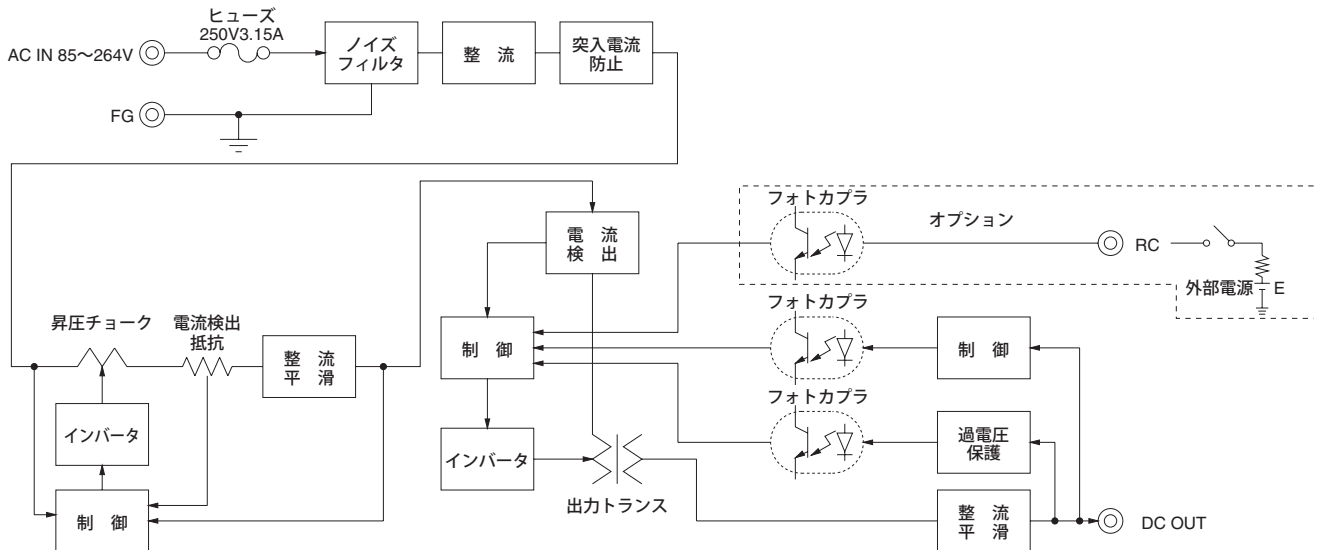 ヒューズ
250V3.15A
AC IN 85～264V
ノイズ
フィルタ
整 流
突入電流
防止
FG
フォトカプラ
オプション
RC
外部電源
E
電 流
検 出
昇圧チョーク
電流検出
抵抗
整 流
平 滑
制 御
フォトカプラ
制 御
フォトカプラ
インバータ
インバータ
過電圧
保護
出力トランス
制 御
整 流
平 滑
DC OUT